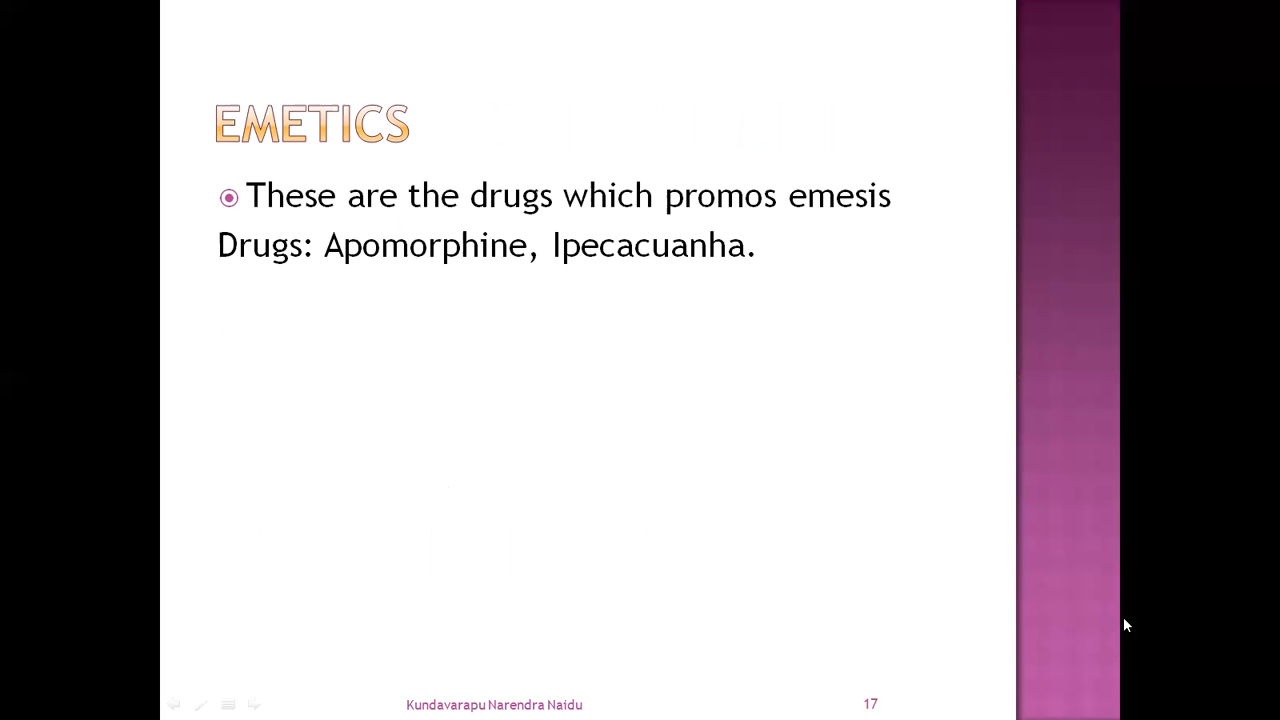 EMETICS
These are the drugs which promos emesis
Drugs: Apomorphine, Ipecacuanha.
Kundavarapu Narendra Naidu
17